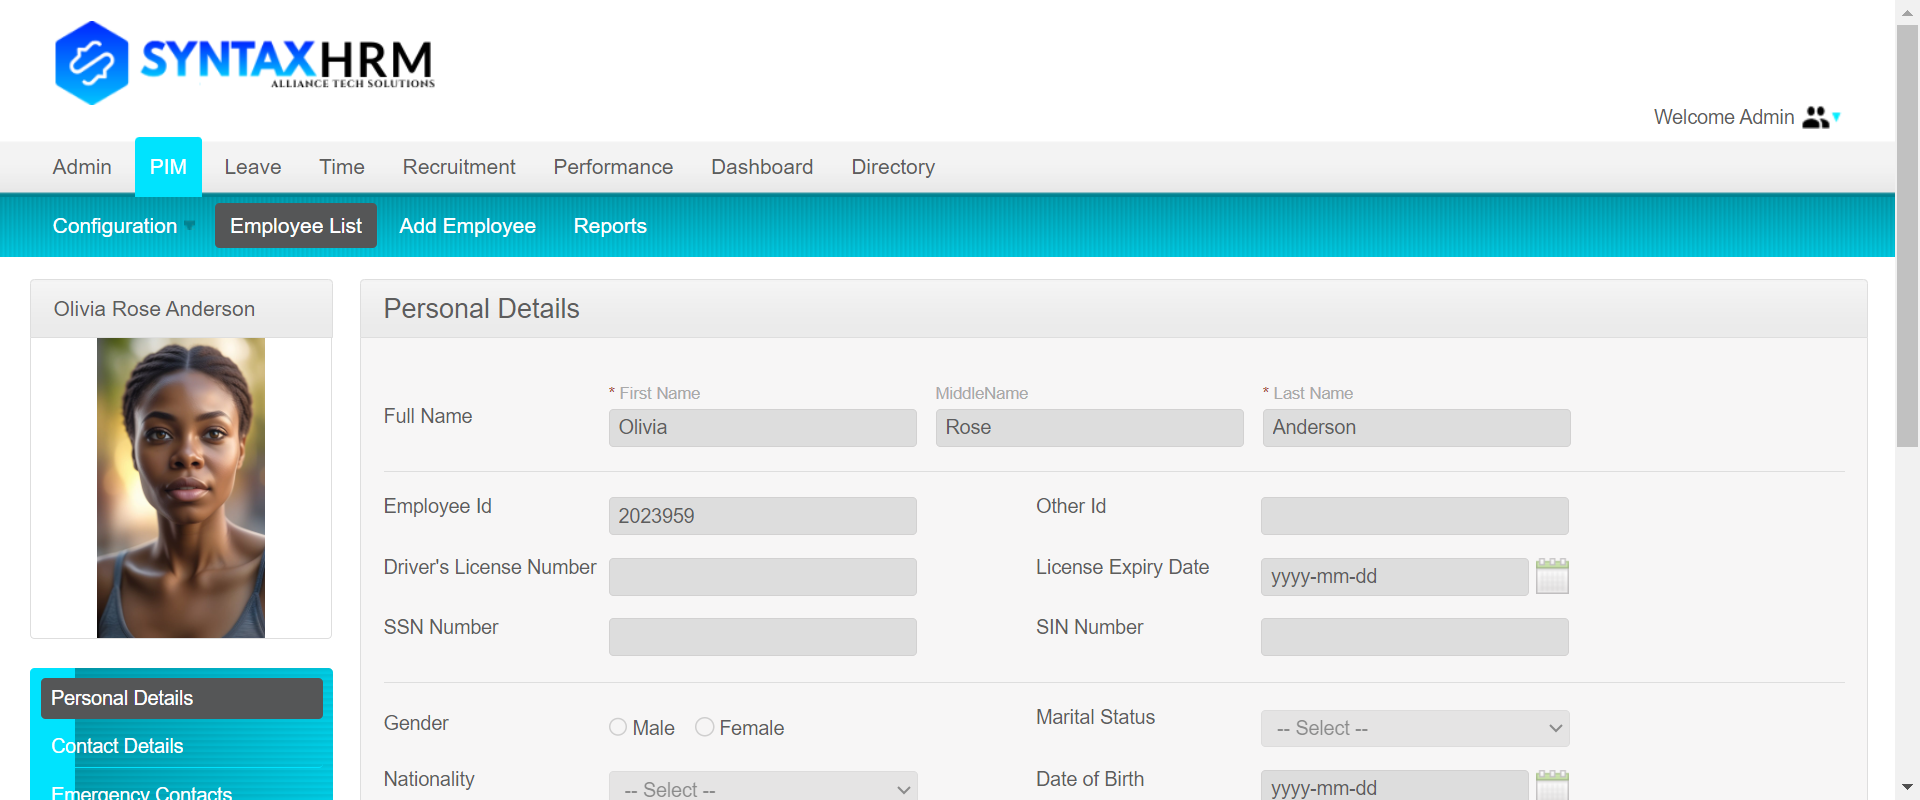 SYNTAXHRM
ALLIANCE TECH SOLUTIONS
Welcome Admin
Admin PIM Leave Time Recruitment Performance Dashboard Directory
Configuration Employee List Add Employee Reports
Olivia Rose Anderson
Personal Details
Contact Details
Emergency Contacts
Personal Details
* First Name MiddleName * Last Name
Full Name Olivia Rose Anderson
Employee Id 2023959 Other Id
Driver's License Number License Expiry Date yyyy-mm-dd
SSN Number SIN Number
Gender Male Female Marital Status -- Select --
Nationality -- Select -- Date of Birth yyyy-mm-dd